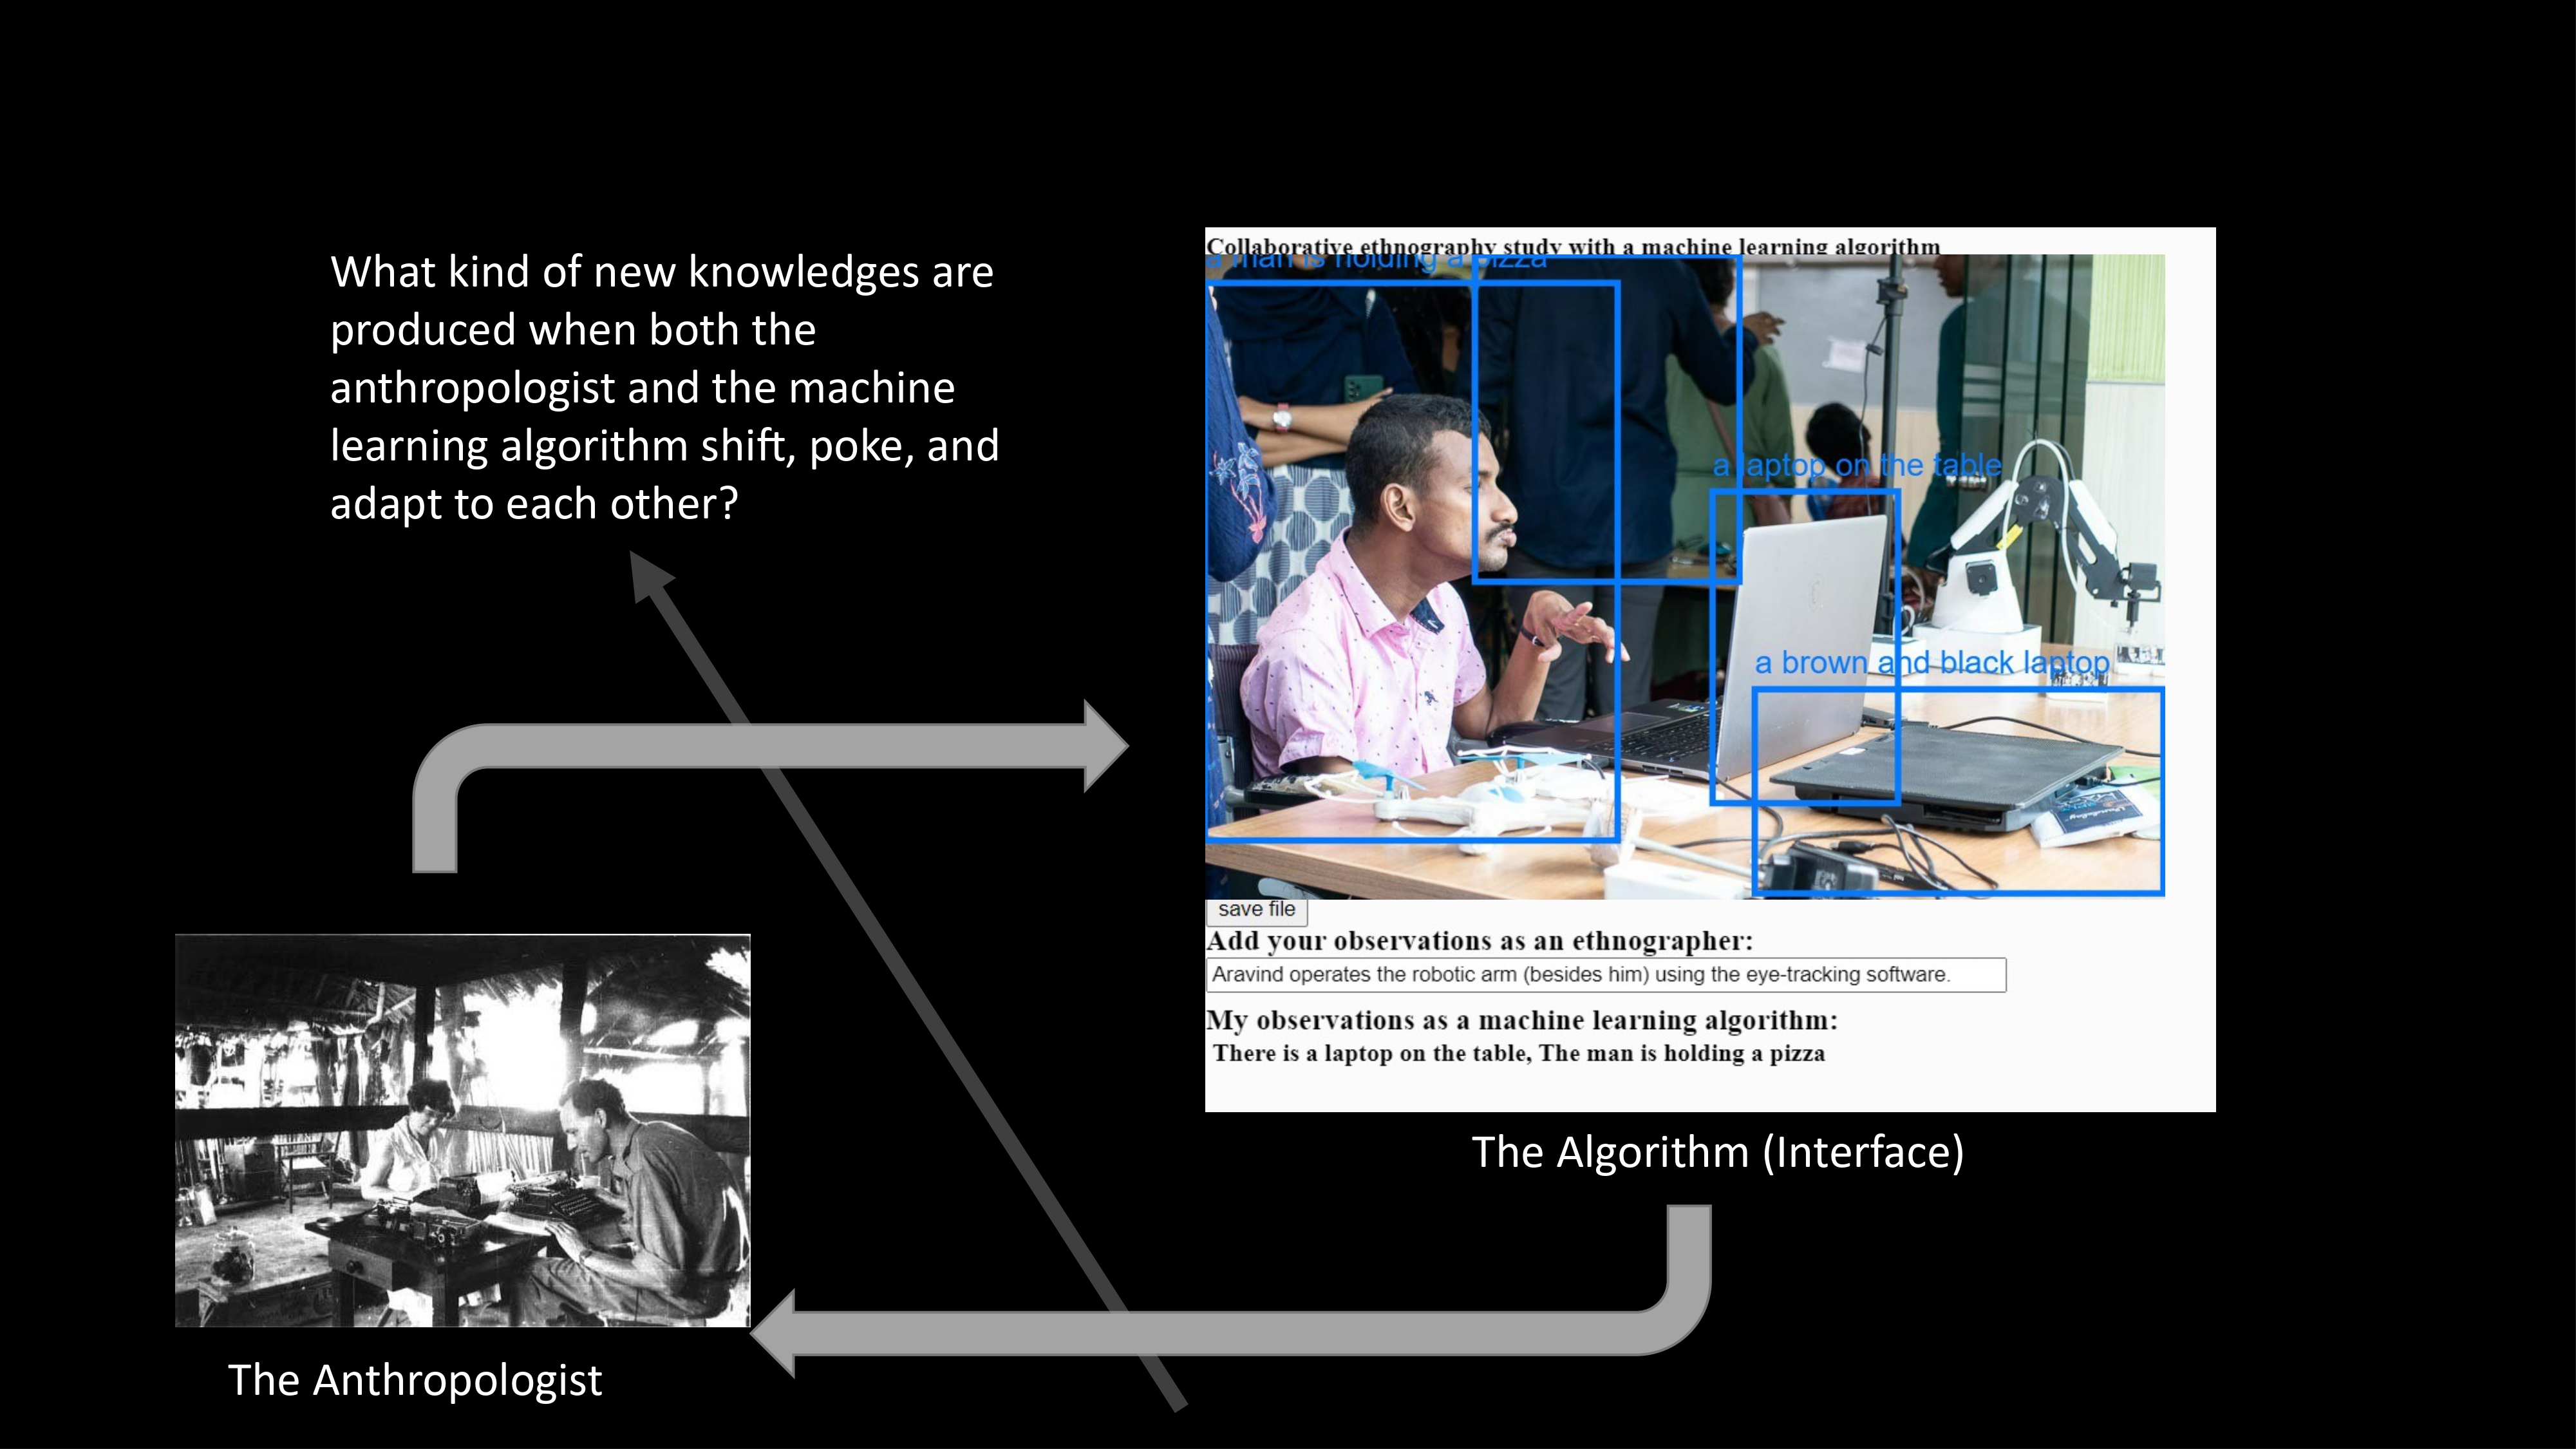 What kind of new knowledges are
produced when both the
anthropologist and the machine
learning algorithm shift, poke, and
adapt to each other?
Collaborative ethnography study with a machine learning algorithm
a man is holding a pizza
a laptop on the table
a brown and black laptop
save file
Add your observations as an ethnographer:
Aravind operates the robotic arm (besides him) using the eye-tracking software.
My observations as a machine learning algorithm:
There is a laptop on the table, The man is holding a pizza
The Algorithm (Interface)
The Anthropologist